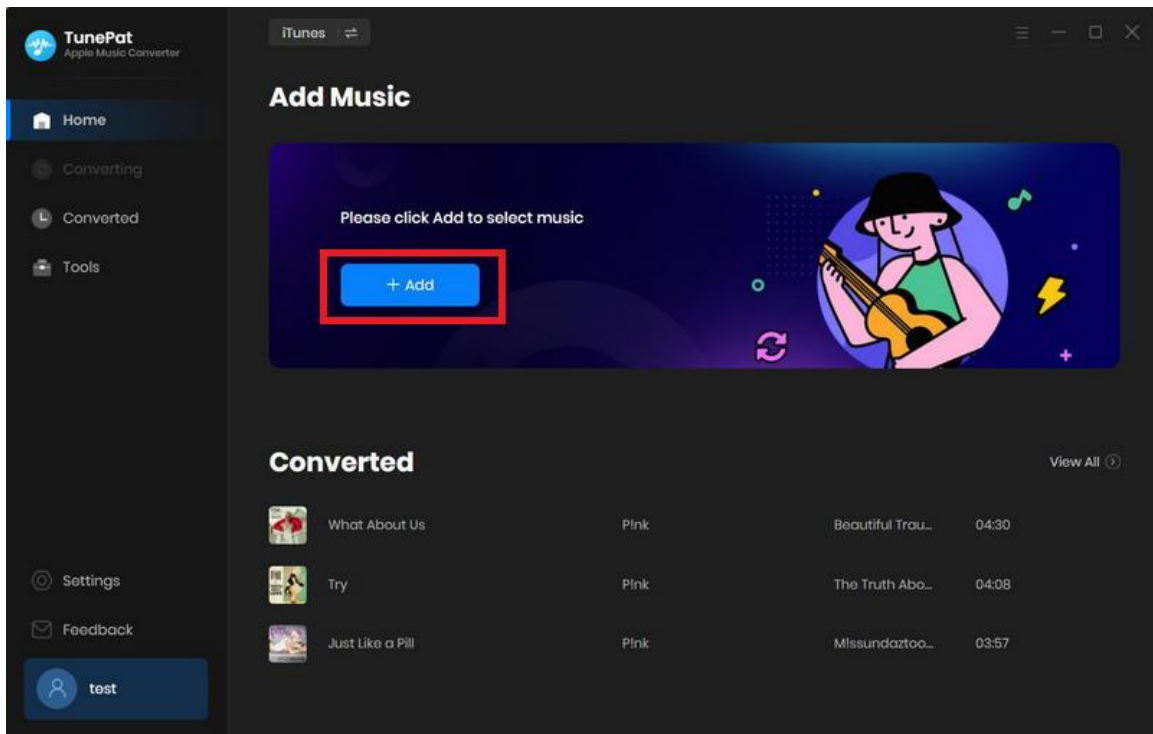 TunePat
Apple Music Converter
iTunes
Add Music
Home
Converting
Converted
Tools
Please click Add to select music
+ Add
Converted
View All
What About Us P!nk Beautiful Trau... 04:30
Try P!nk The Truth Abo... 04:08
Just Like a Pill P!nk M!ssundaztoo... 03:57
Settings
Feedback
test